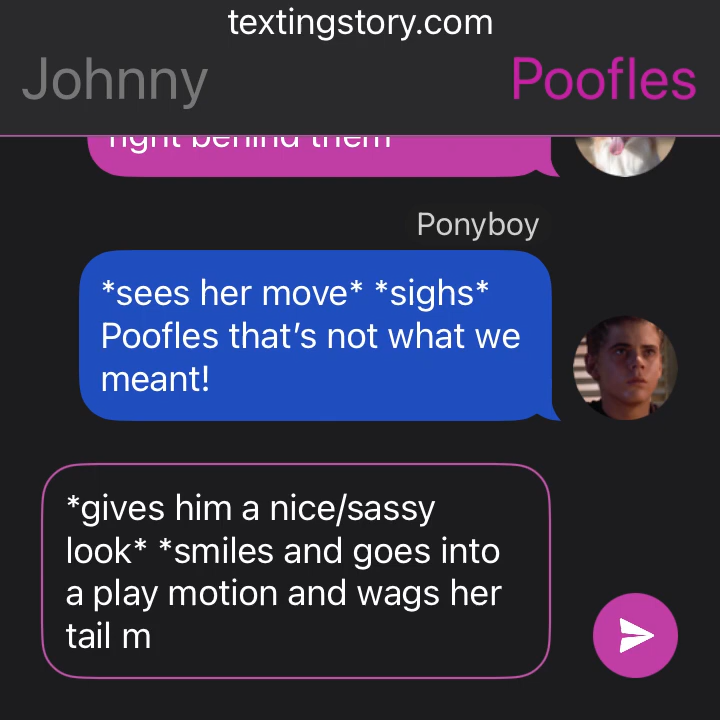 textingstory.com
Johnny
Poofles
right behind them
Ponyboy
*sees her move* *sighs*
Poofles that’s not what we
meant!
*gives him a nice/sassy
look* *smiles and goes into
a play motion and wags her
tail m